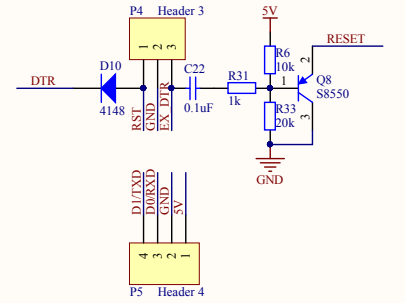 P4
Header 3
1
2
3
5V
RESET
R6
10k
2
D10
DTR
4148
C22
0.1uF
R31
1k
1
Q8
S8550
R33
20k
3
RST
GND
EX_DTR
GND
D1/TXD
D0/RXD
GND
5V
4
3
2
1
P5
Header 4